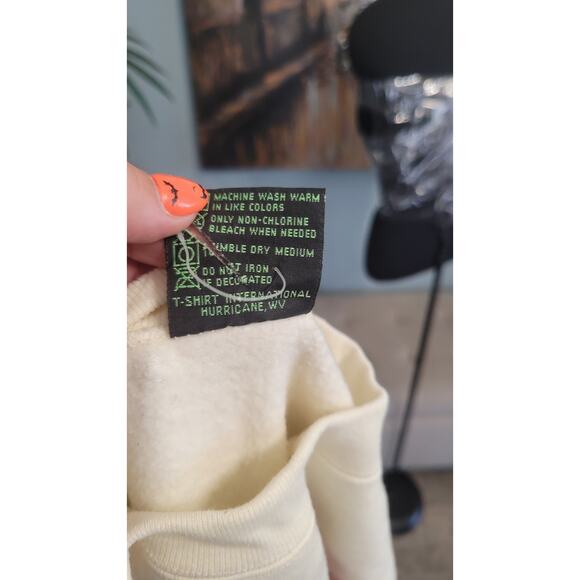 MACHINE WASH WARM
IN LIKE COLORS
ONLY NON-CHLORINE
BLEACH WHEN NEEDED
TUMBLE DRY MEDIUM
DO NOT IRON
IF DECORATED
T-SHIRT INTERNATIONAL
HURRICANE, WV